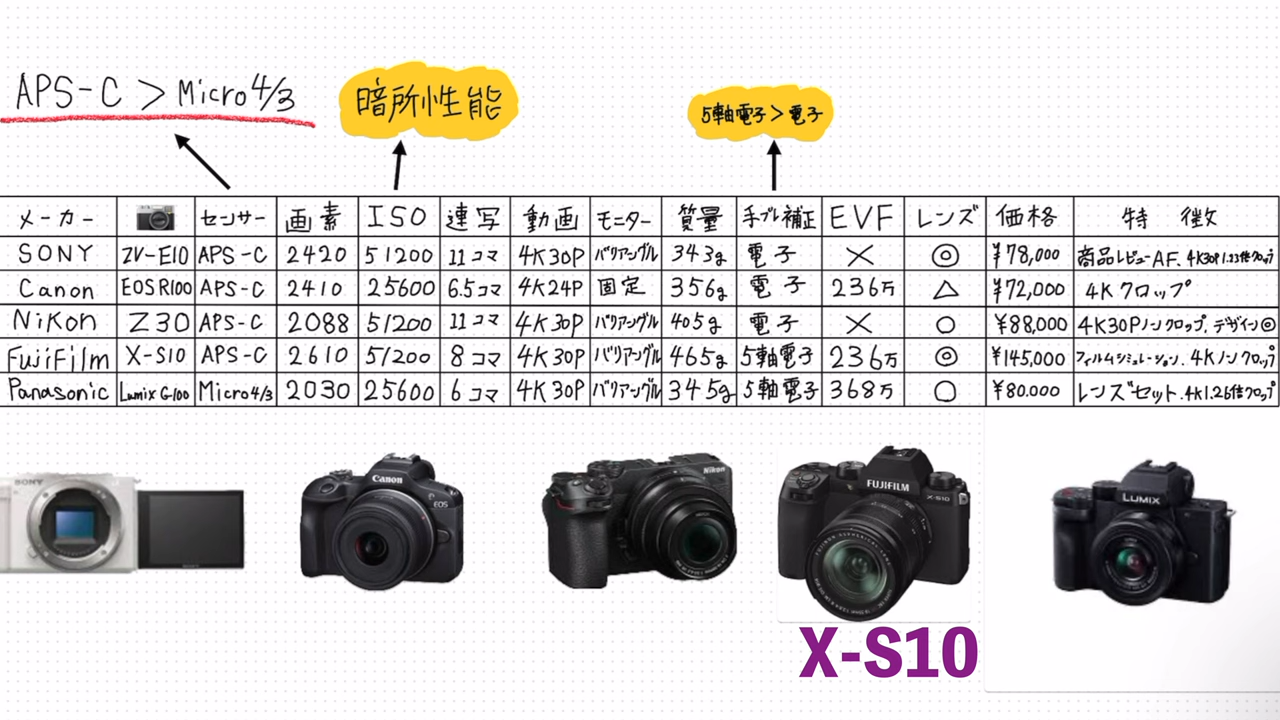 APS-C > Micro4/3
暗所性能
5軸電子>電子
メーカー センサー 画素 ISO 連写 動画 モニター 質量 手ブレ補正 EVF レンズ 価格 特徴
SONY ZV-E10 APS-C 2420 51200 11コマ 4K30P バリアングル 343g 電子 × ◎ ¥78,000 商品レビューAF、4K30P1.23倍クロップ
Canon EOSR100 APS-C 2410 25600 6.5コマ 4K24P 固定 356g 電子 236万 △ ¥72,000 4Kクロップ
Nikon Z30 APS-C 2088 51200 11コマ 4K30P バリアングル 405g 電子 × ○ ¥88,000 4K30Pノンクロップ、デザイン◎
FujiFilm X-S10 APS-C 2610 51200 8コマ 4K30P バリアングル 465g 5軸電子 236万 ◎ ¥145,000 フィルムシミュレーション、4Kノンクロップ
Panasonic Lumix G100 Micro4/3 2030 25600 6コマ 4K30P バリアングル 345g 5軸電子 368万 ○ ¥80.000 レンズセット、4K1.26倍クロップ
SONY
Canon
EOS
Nikon
FUJIFILM
X-S10
LUMIX
X-S10